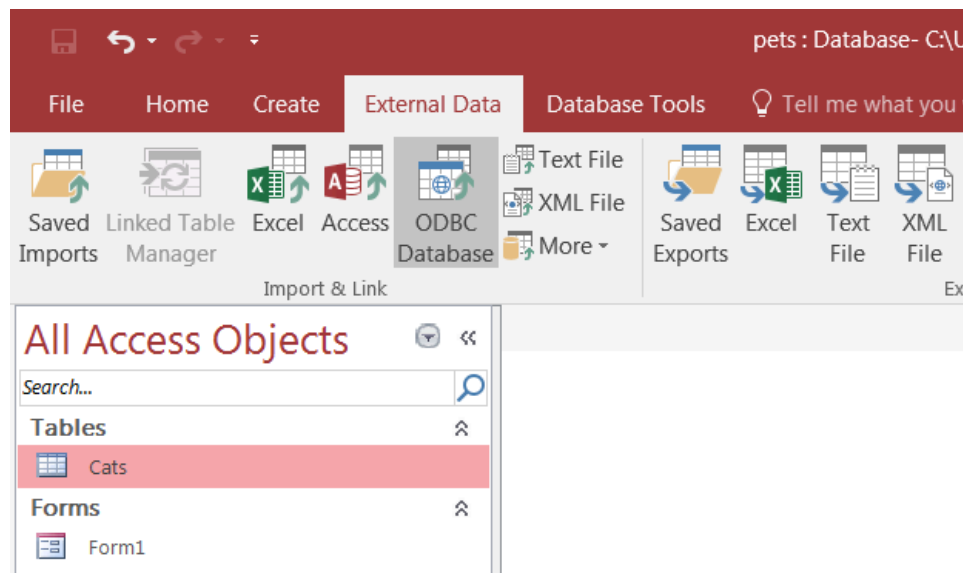 pets : Database- C:\U
File Home Create External Data Database Tools Tell me what you
Saved Imports
Linked Table Manager
Excel
Access
ODBC Database
Text File
XML File
More
Saved Exports
Excel
Text File
XML File
Import & Link
Ex
All Access Objects
Search...
Tables
Cats
Forms
Form1